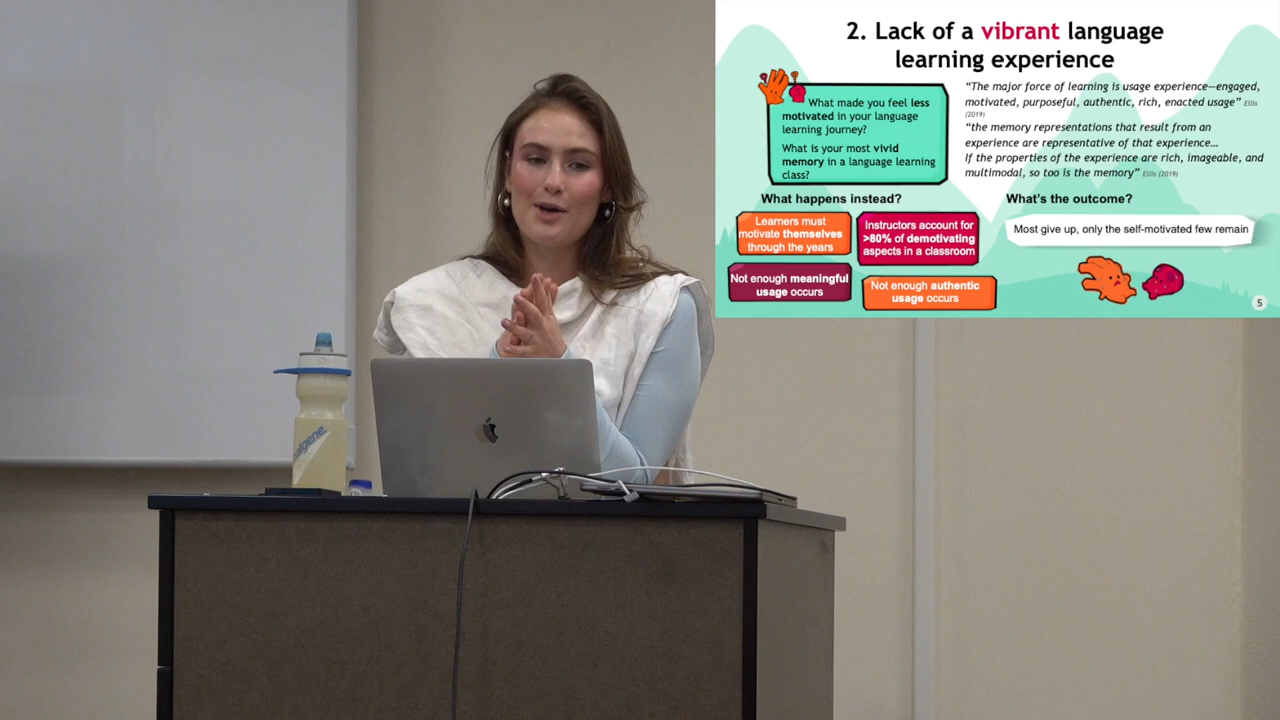 2. Lack of a vibrant language
learning experience
What made you feel less
motivated in your language
learning journey?
What is your most vivid
memory in a language learning
class?
“The major force of learning is usage experience—engaged,
motivated, purposeful, authentic, rich, enacted usage” Ellis
(2019)
“the memory representations that result from an
experience are representative of that experience…
If the properties of the experience are rich, imageable, and
multimodal, so too is the memory” Ellis (2019)
What happens instead?
Learners must
motivate themselves
through the years
Instructors account for
>80% of demotivating
aspects in a classroom
Not enough meaningful
usage occurs
Not enough authentic
usage occurs
What's the outcome?
Most give up, only the self-motivated few remain
5